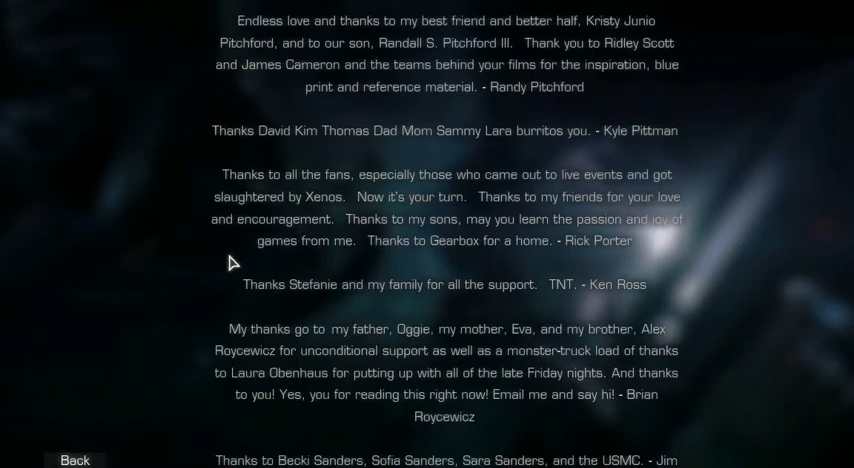 Endless love and thanks to my best friend and better half, Kristy Junio
Pitchford, and to our son, Randall S. Pitchford III.   Thank you to Ridley Scott
and James Cameron and the teams behind your films for the inspiration, blue
print and reference material. - Randy Pitchford
Thanks David Kim Thomas Dad Mom Sammy Lara burritos you. - Kyle Pittman
Thanks to all the fans, especially those who came out to live events and got
slaughtered by Xenos.   Now it's your turn.   Thanks to my friends for your love
and encouragement.   Thanks to my sons, may you learn the passion and joy of
games from me.   Thanks to Gearbox for a home. - Rick Porter
Thanks Stefanie and my family for all the support.   TNT. - Ken Ross
My thanks go to my father, Oggie, my mother, Eva, and my brother, Alex
Roycewicz for unconditional support as well as a monster-truck load of thanks
to Laura Obenhaus for putting up with all of the late Friday nights. And thanks
to you! Yes, you for reading this right now! Email me and say hi! - Brian
Roycewicz
Thanks to Becki Sanders, Sofia Sanders, Sara Sanders, and the USMC. - Jim
Back